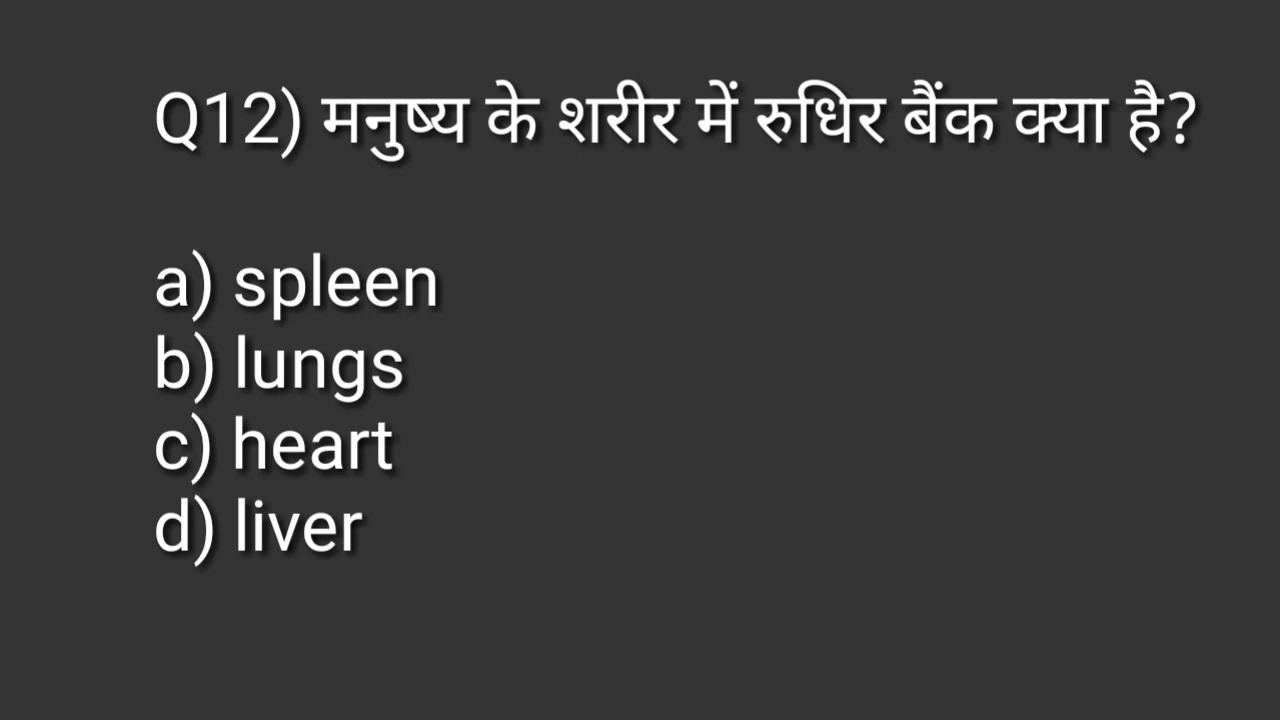 Q12) मनुष्य के शरीर में रुधिर बैंक क्या है?
a) spleen
b) lungs
c) heart
d) liver